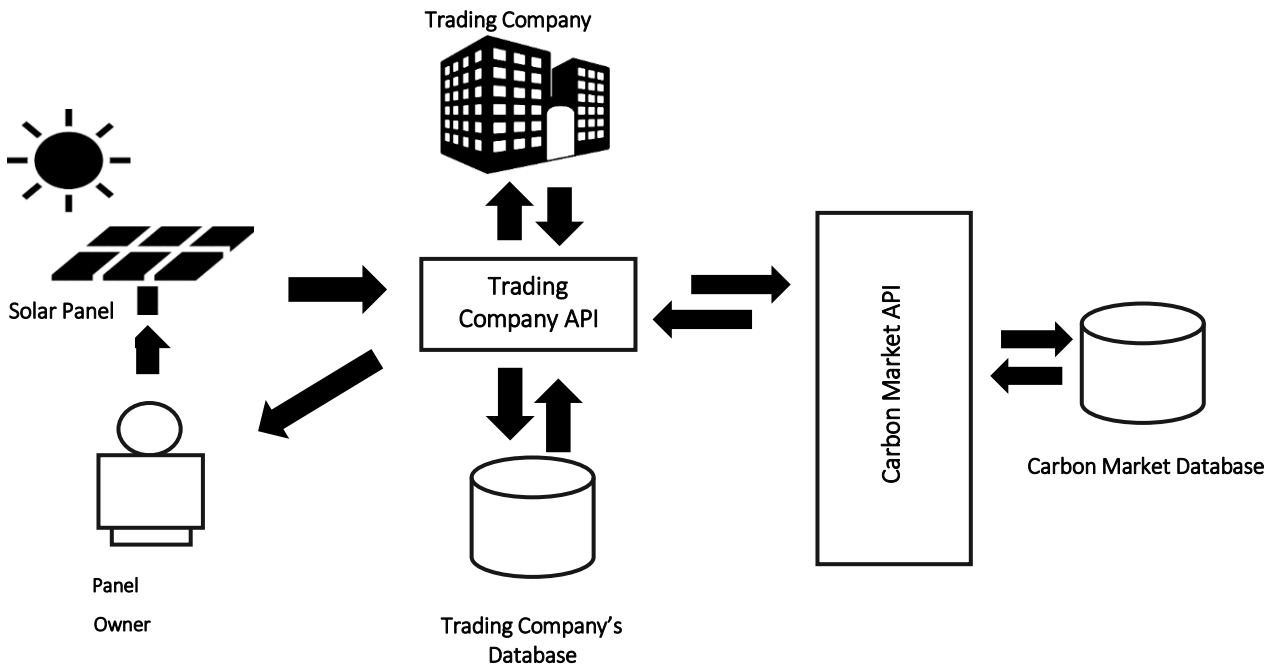 Trading Company
Solar Panel
Trading
Company API
Carbon Market API
Carbon Market Database
Panel
Owner
Trading Company’s
Database